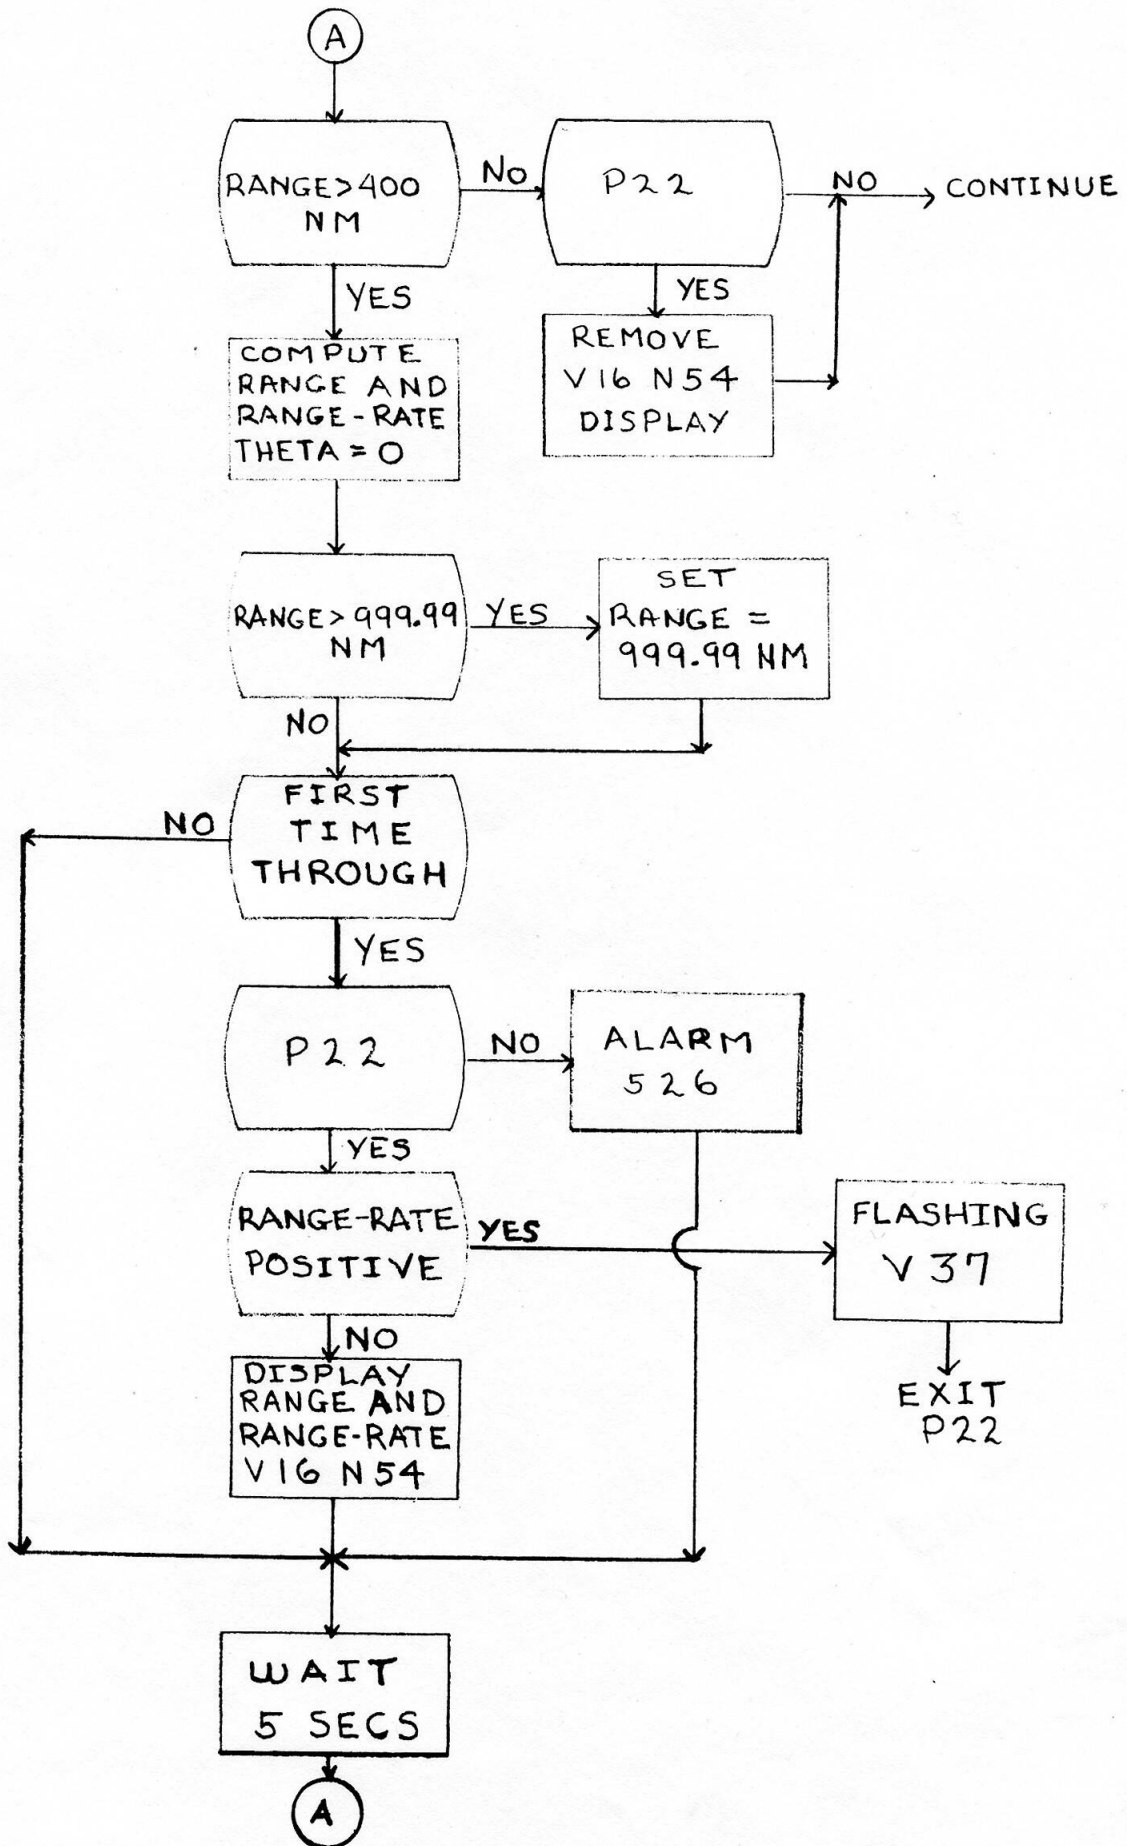 A
RANGE>400
NM
NO
P22
NO
CONTINUE
YES
YES
REMOVE
V16 N54
DISPLAY
COMPUTE
RANGE AND
RANGE-RATE
THETA = 0
RANGE>999.99
NM
YES
SET
RANGE =
999.99 NM
NO
FIRST
TIME
THROUGH
NO
YES
P22
NO
ALARM
526
YES
RANGE-RATE
POSITIVE
YES
FLASHING
V 37
NO
EXIT
P22
DISPLAY
RANGE AND
RANGE-RATE
V16 N54
WAIT
5 SECS
A